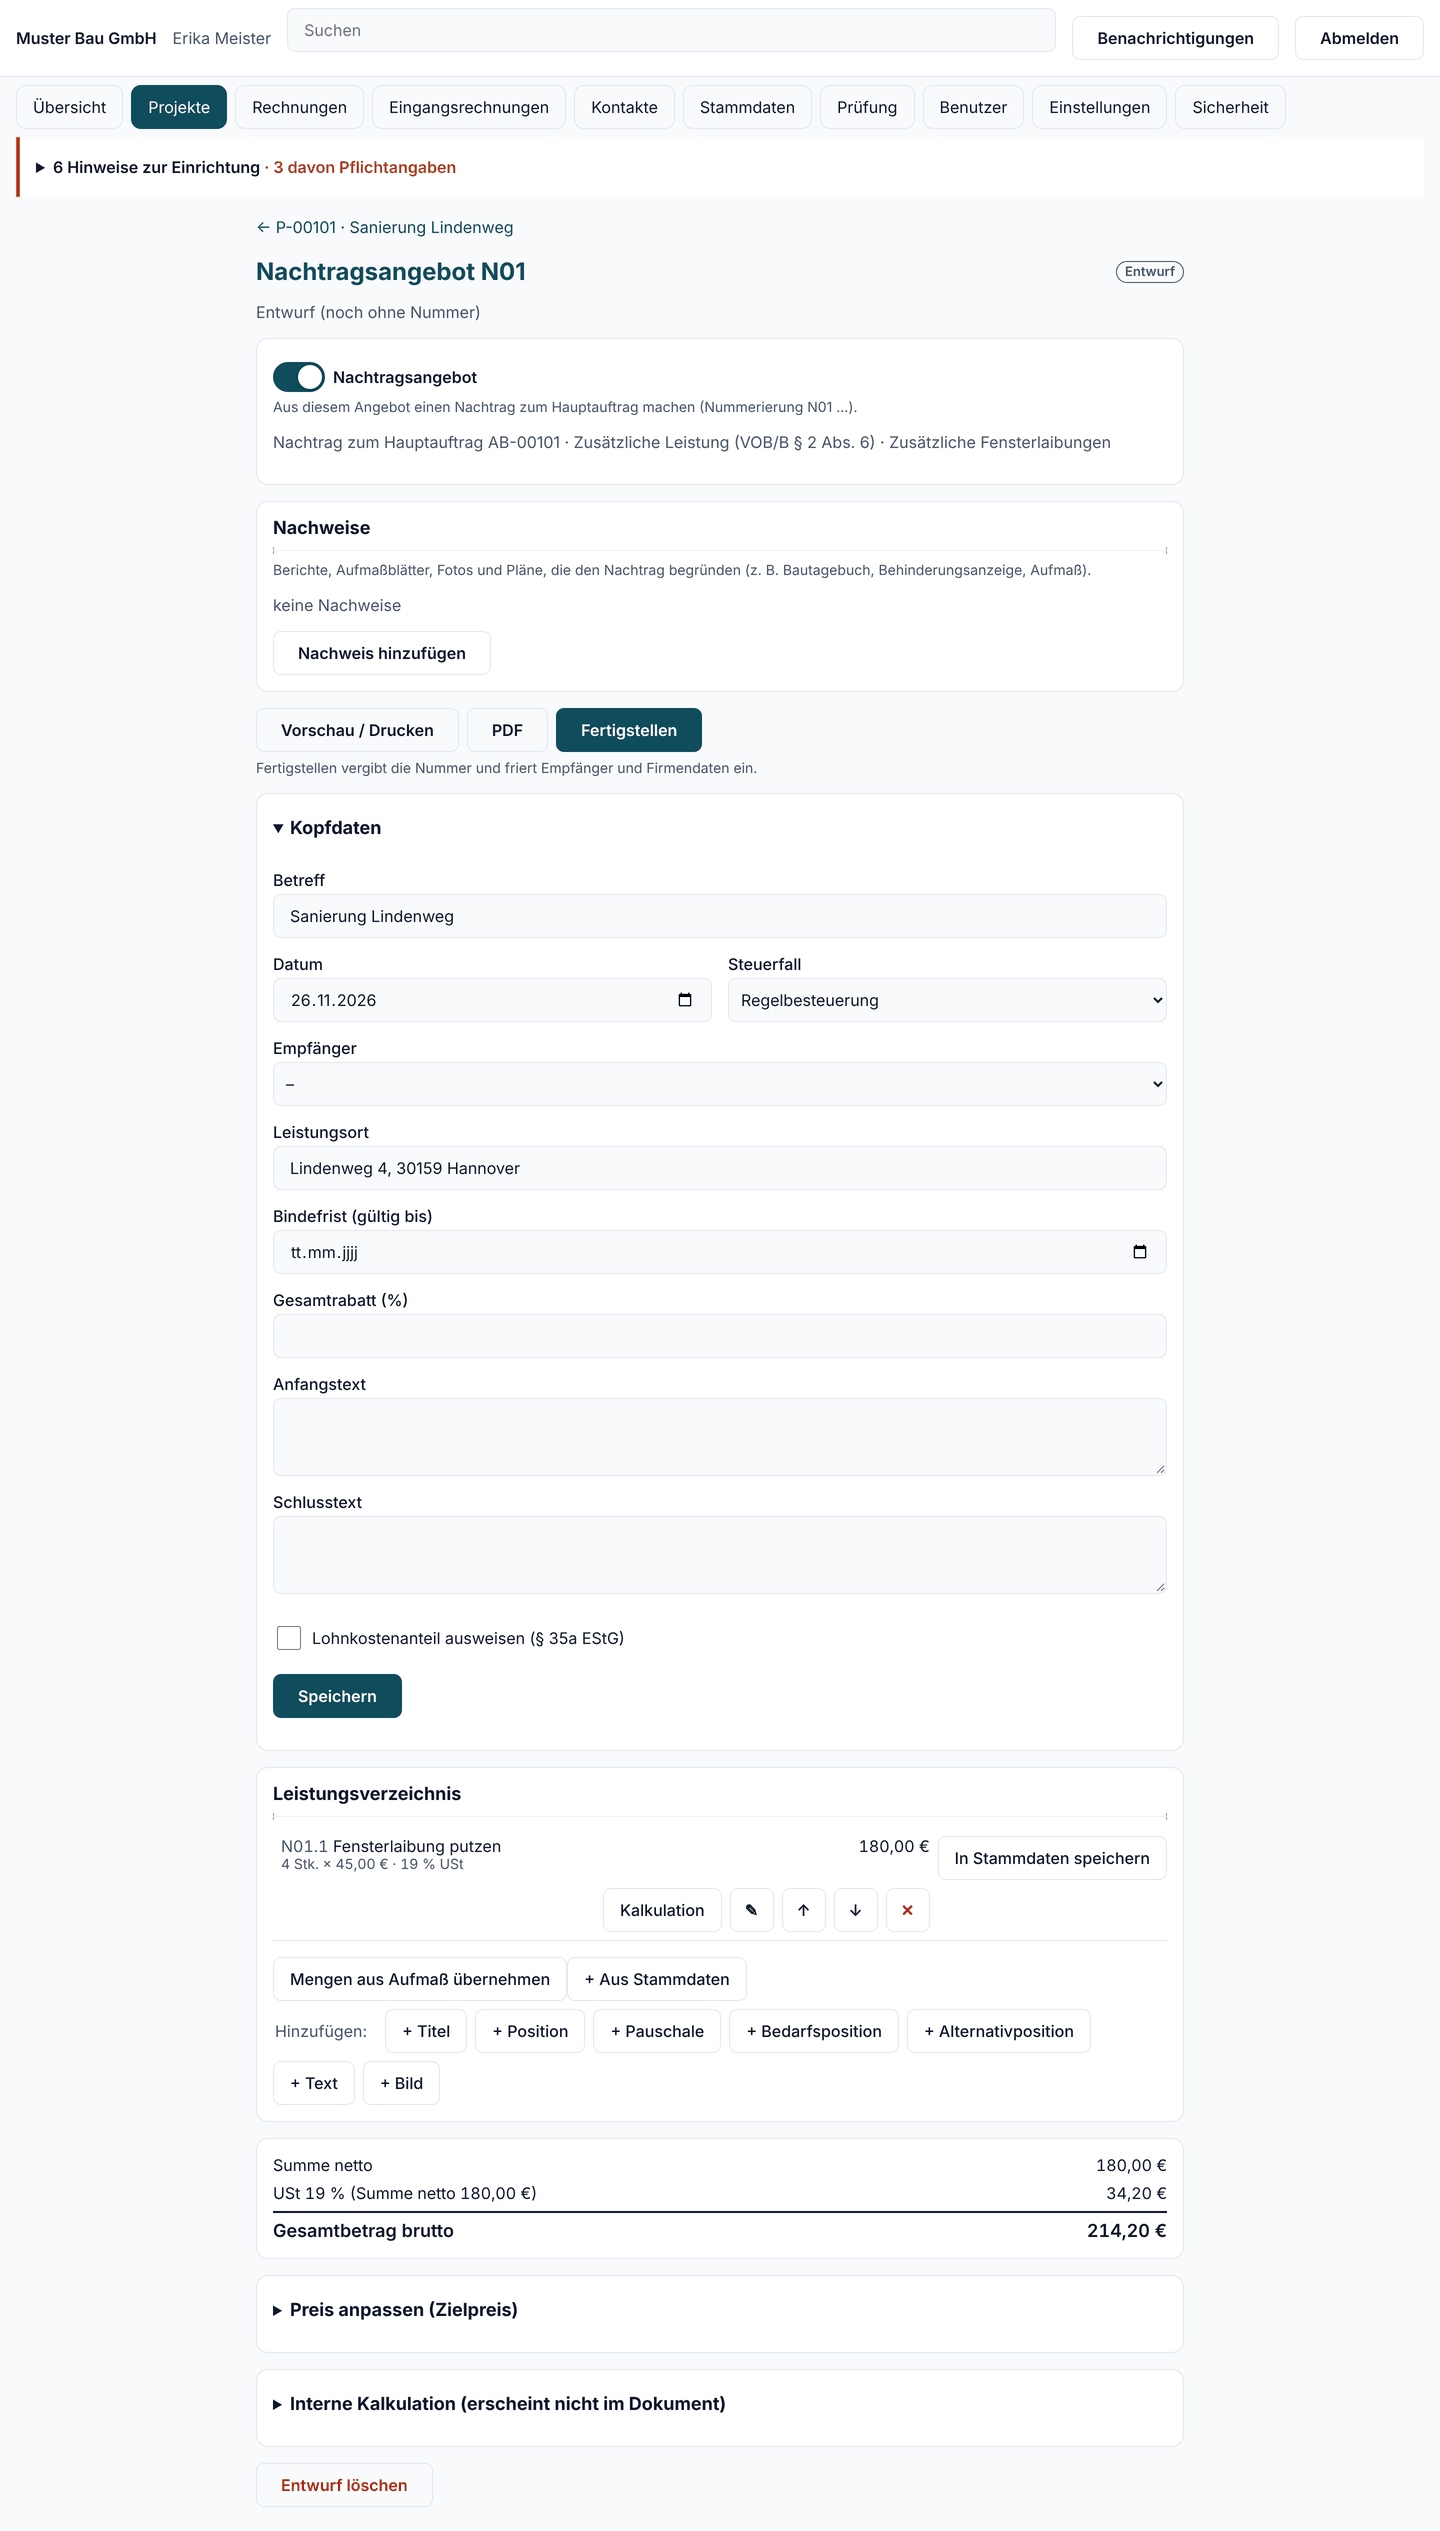 Muster Bau GmbH Erika Meister Suchen Benachrichtigungen Abmelden
Übersicht Projekte Rechnungen Eingangsrechnungen Kontakte Stammdaten Prüfung Benutzer Einstellungen Sicherheit
▶ 6 Hinweise zur Einrichtung · 3 davon Pflichtangaben
← P-00101 · Sanierung Lindenweg
Nachtragsangebot N01 Entwurf
Entwurf (noch ohne Nummer)
Nachtragsangebot
Aus diesem Angebot einen Nachtrag zum Hauptauftrag machen (Nummerierung N01 …).
Nachtrag zum Hauptauftrag AB-00101 · Zusätzliche Leistung (VOB/B § 2 Abs. 6) · Zusätzliche Fensterlaibungen
Nachweise
Berichte, Aufmaßblätter, Fotos und Pläne, die den Nachtrag begründen (z. B. Bautagebuch, Behinderungsanzeige, Aufmaß).
keine Nachweise
Nachweis hinzufügen
Vorschau / Drucken PDF Fertigstellen
Fertigstellen vergibt die Nummer und friert Empfänger und Firmendaten ein.
▼ Kopfdaten
Betreff
Sanierung Lindenweg
Datum Steuerfall
26.11.2026 Regelbesteuerung
Empfänger
–
Leistungsort
Lindenweg 4, 30159 Hannover
Bindefrist (gültig bis)
tt.mm.jjjj
Gesamtrabatt (%)
Anfangstext
Schlusstext
Lohnkostenanteil ausweisen (§ 35a EStG)
Speichern
Leistungsverzeichnis
N01.1 Fensterlaibung putzen 180,00 € In Stammdaten speichern
4 Stk. × 45,00 € · 19 % USt
Kalkulation ✎ ↑ ↓ ✕
Mengen aus Aufmaß übernehmen + Aus Stammdaten
Hinzufügen: + Titel + Position + Pauschale + Bedarfsposition + Alternativposition
+ Text + Bild
Summe netto 180,00 €
USt 19 % (Summe netto 180,00 €) 34,20 €
Gesamtbetrag brutto 214,20 €
▶ Preis anpassen (Zielpreis)
▶ Interne Kalkulation (erscheint nicht im Dokument)
Entwurf löschen